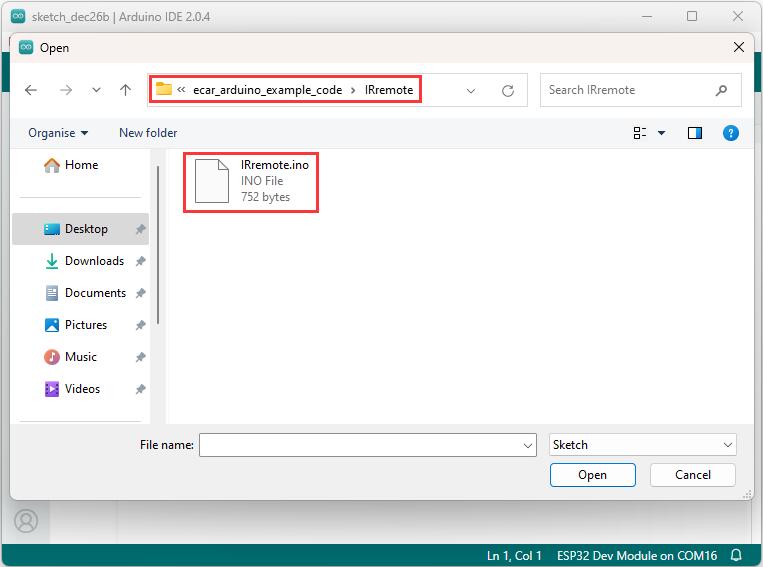 sketch_dec26b | Arduino IDE 2.0.4
Open
« ecar_arduino_example_code › IRremote
Search IRremote
Organise
New folder
?
Home
Desktop
Downloads
Documents
Pictures
Music
Videos
IRremote.ino
INO File
752 bytes
File name:
Sketch
Open
Cancel
Ln 1, Col 1
ESP32 Dev Module on COM16